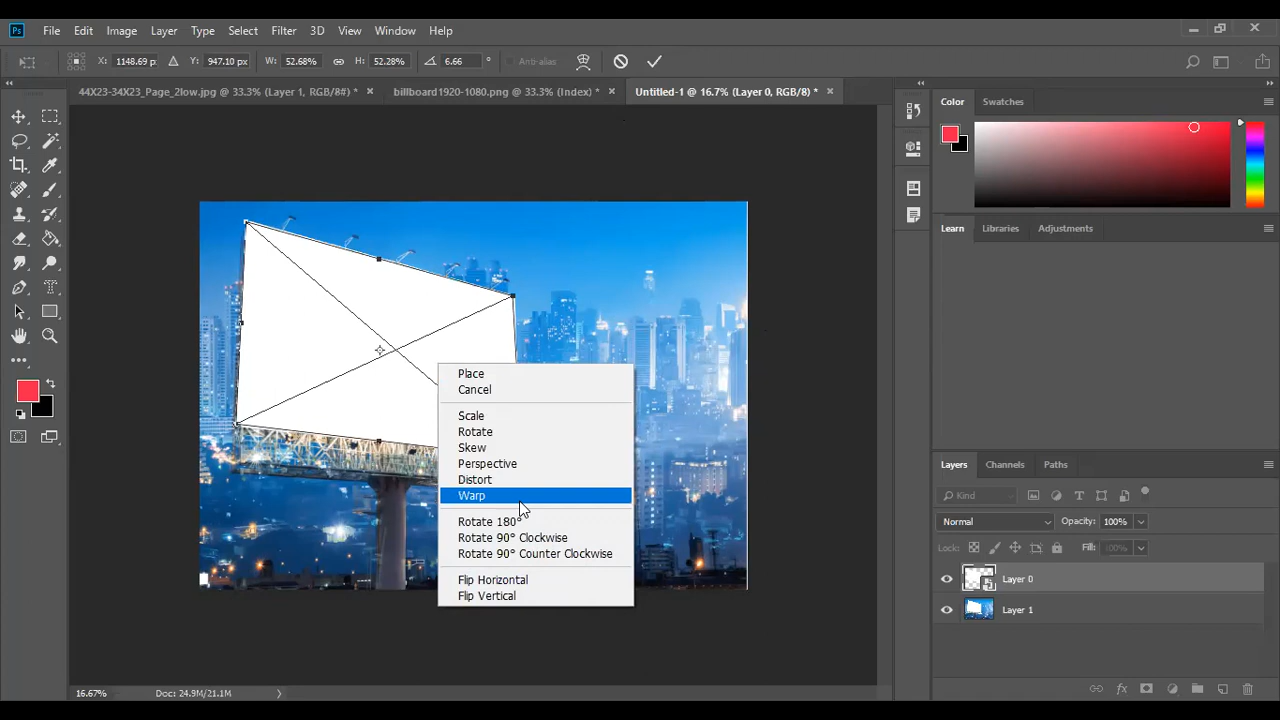 Ps File Edit Image Layer Type Select Filter 3D View Window Help
X: 1148.69 p Y: 947.10 px W: 52.68% H: 52.28% 6.66 ° Anti-alias
44X23-34X23_Page_2low.jpg @ 33.3% (Layer 1, RGB/8#) * × billboard1920-1080.png @ 33.3% (Index) * × Untitled-1 @ 16.7% (Layer 0, RGB/8) * ×
Color Swatches
Learn Libraries Adjustments
Place
Cancel
Scale
Rotate
Skew
Perspective
Distort
Warp
Rotate 180°
Rotate 90° Clockwise
Rotate 90° Counter Clockwise
Flip Horizontal
Flip Vertical
Layers Channels Paths
Kind
Normal Opacity: 100%
Lock: Fill: 100%
Layer 0
Layer 1
16.67% Doc: 24.9M/21.1M